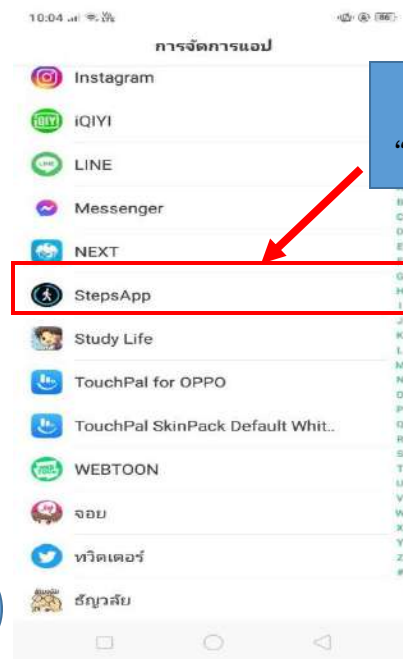 10:04
86
การจัดการแอป
Instagram
iQIYI
“
LINE
Messenger
NEXT
StepsApp
Study Life
TouchPal for OPPO
TouchPal SkinPack Default Whit..
WEBTOON
จอย
ทวิตเตอร์
ธัญวลัย
B
C
D
E
F
G
H
I
J
K
L
M
N
O
P
Q
R
S
T
U
V
W
X
Y
Z
#